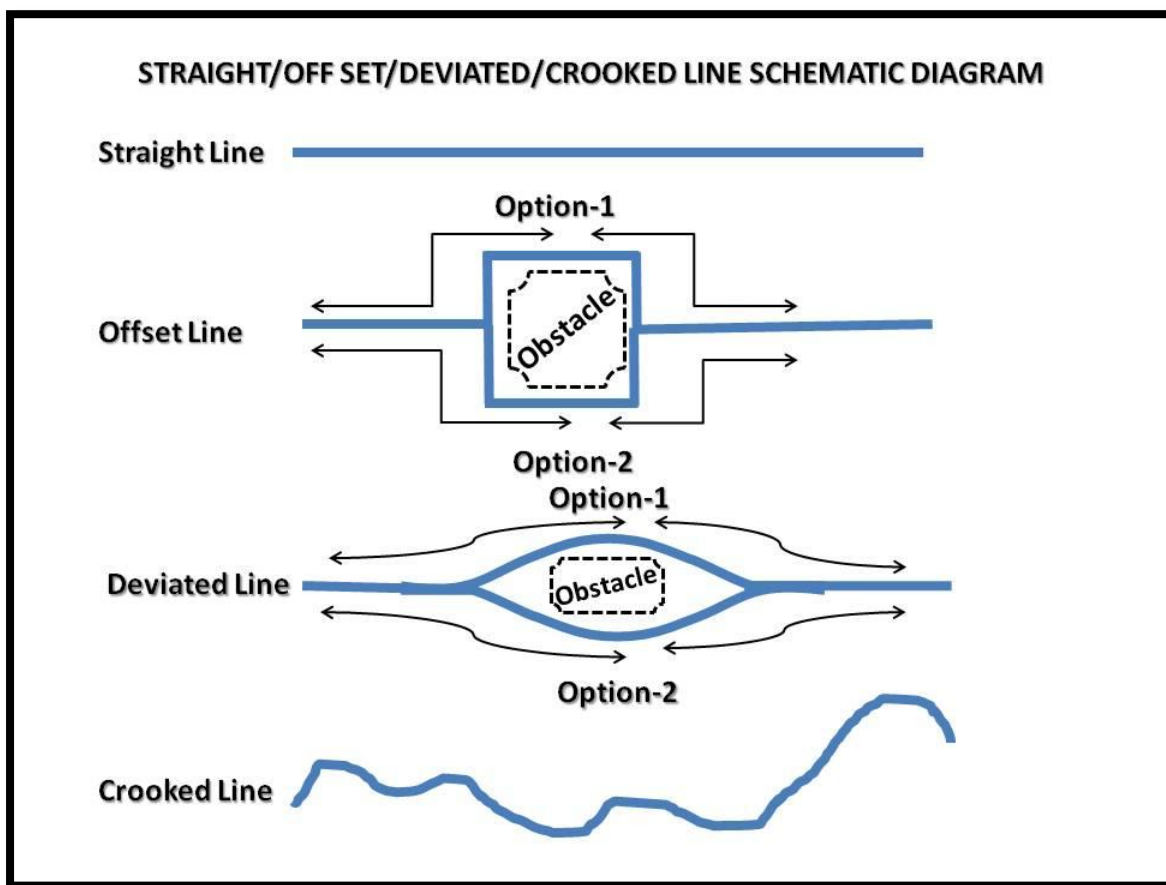 STRAIGHT/OFF SET/DEVIATED/CROOKED LINE SCHEMATIC DIAGRAM
Straight Line
Option-1
Obstacle
Offset Line
Option-2
Option-1
Obstacle
Deviated Line
Option-2
Crooked Line